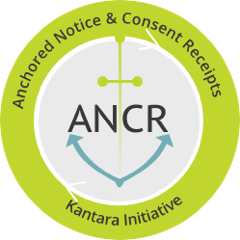 Anchored Notice & Consent Receipts
ANCR
Kantara Initiative